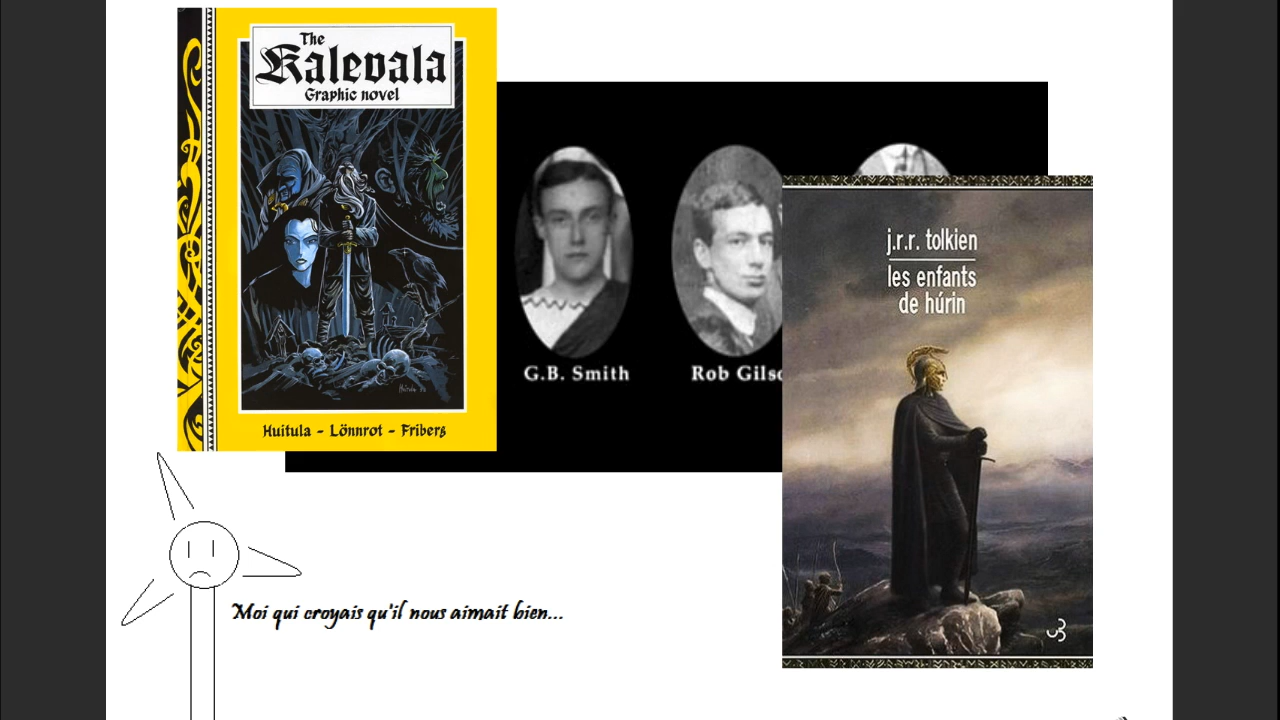 The
Kalevala
Graphic novel
Huitula - Lönnrot - Friberg
G.B. Smith
Rob
j.r.r. tolkien
les enfants
de húrin
Moi qui croyais qu'il nous aimait bien...